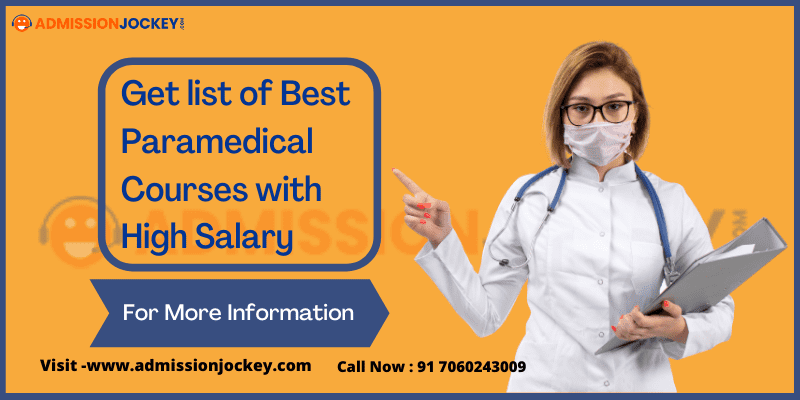 ADMISSIONJOCKEY.COM
Get list of Best
Paramedical
Courses with
High Salary
ADMISSIONJOCKEY.COM
For More Information
Visit -www.admissionjockey.com
Call Now : 91 7060243009